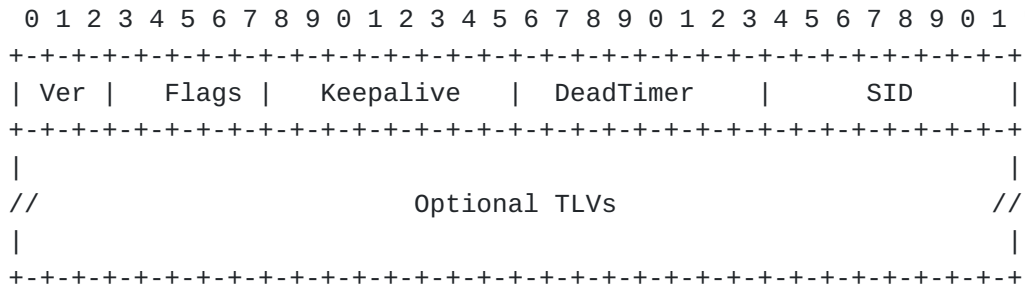 0 1 2 3 4 5 6 7 8 9 0 1 2 3 4 5 6 7 8 9 0 1 2 3 4 5 6 7 8 9 0 1
+-+-+-+-+-+-+-+-+-+-+-+-+-+-+-+-+-+-+-+-+-+-+-+-+-+-+-+-+-+-+-+-+
| Ver |   Flags |   Keepalive   |  DeadTimer    |      SID      |
+-+-+-+-+-+-+-+-+-+-+-+-+-+-+-+-+-+-+-+-+-+-+-+-+-+-+-+-+-+-+-+-+
|                                                               |
//                        Optional TLVs                        //
|                                                               |
+-+-+-+-+-+-+-+-+-+-+-+-+-+-+-+-+-+-+-+-+-+-+-+-+-+-+-+-+-+-+-+-+